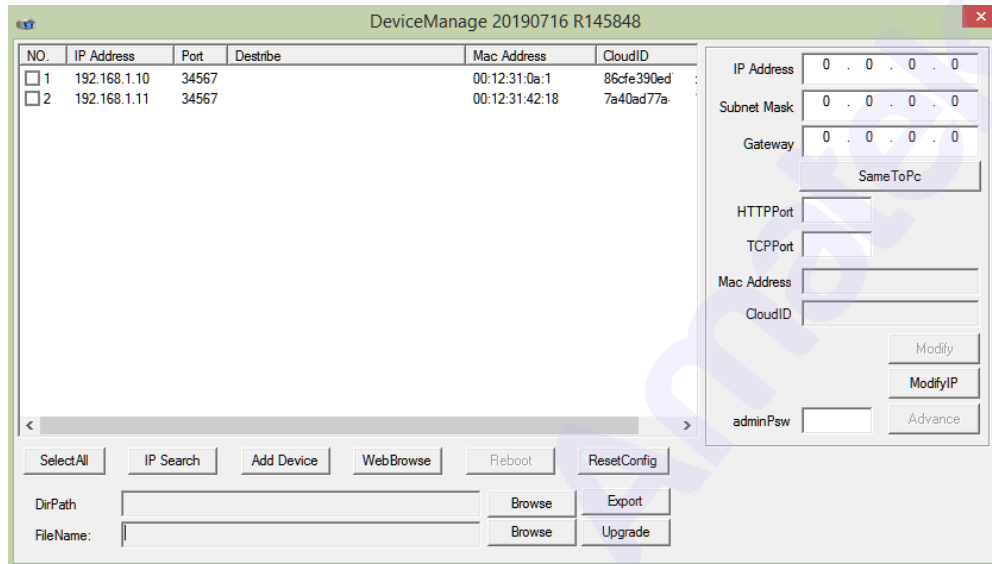 DeviceManage 20190716 R145848
NO. IP Address Port Destribe Mac Address CloudID
1 192.168.1.10 34567 00:12:31:0a:1 86cfe390ed
2 192.168.1.11 34567 00:12:31:42:18 7a40ad77a
IP Address 0 . 0 . 0 . 0
Subnet Mask 0 . 0 . 0 . 0
Gateway 0 . 0 . 0 . 0
SameToPc
HTTPPort
TCPPort
Mac Address
CloudID
Modify
ModifyIP
adminPsw Advance
SelectAll IP Search Add Device WebBrowse Reboot ResetConfig
DirPath Browse Export
FileName: Browse Upgrade
Amatek